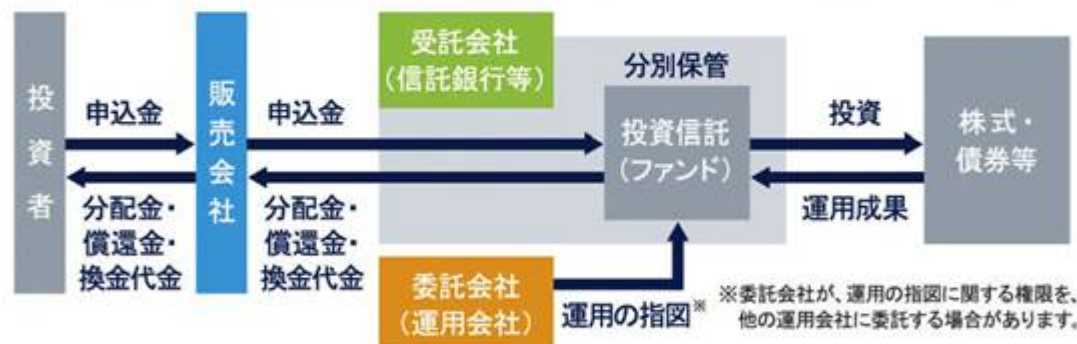 投資者
申込金
分配金・
償還金・
換金代金
販売会社
申込金
分配金・
償還金・
換金代金
受託会社
(信託銀行等)
分別保管
投資信託
(ファンド)
委託会社
(運用会社)
運用の指図※
投資
運用成果
株式・
債券等
※委託会社が、運用の指図に関する権限を、
他の運用会社に委託する場合があります。